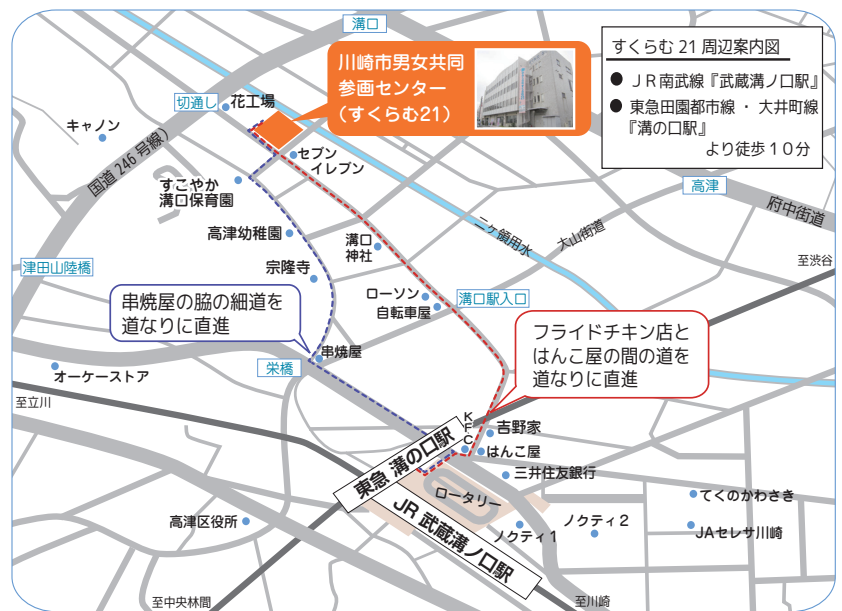 溝口
川崎市男女共同
参画センター
(すくらむ21)
すくらむ 21 周辺案内図
● JR南武線『武蔵溝ノ口駅』
● 東急田園都市線 ・ 大井町線
『溝の口駅』
より徒歩10分
切通し
花工場
キャノン
国道 246 号線)
セブン
イレブン
すこやか
溝口保育園
高津
府中街道
二ヶ領用水
大山街道
高津幼稚園
溝口
神社
宗隆寺
至渋谷
津田山陸橋
ローソン
自転車屋
溝口駅入口
串焼屋の脇の細道を
道なりに直進
フライドチキン店と
はんこ屋の間の道を
道なりに直進
串焼屋
栄橋
オーケーストア
至立川
KFC
吉野家
はんこ屋
東急 溝の口駅
三井住友銀行
ロータリー
てくのかわさき
高津区役所
JR 武蔵溝ノ口駅
ノクティ1
ノクティ2
JAセレサ川崎
至中央林間
至川崎